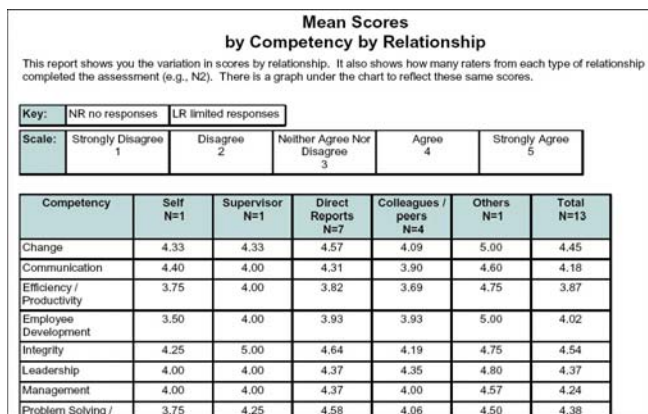 Mean Scores
by Competency by Relationship
This report shows you the variation in scores by relationship. It also shows how many raters from each type of relationship
completed the assessment (e.g., N2). There is a graph under the chart to reflect these same scores.
Key: NR no responses LR limited responses
Scale: Strongly Disagree Disagree Neither Agree Nor Agree Strongly Agree
1 2 Disagree 4 5
3
Competency Self Supervisor Direct Colleagues / Others Total
N=1 N=1 Reports peers N=1 N=13
N=7 N=4
Change 4.33 4.33 4.57 4.09 5.00 4.45
Communication 4.40 4.00 4.31 3.90 4.60 4.18
Efficiency / 3.75 4.00 3.82 3.69 4.75 3.87
Productivity
Employee 3.50 4.00 3.93 3.93 5.00 4.02
Development
Integrity 4.25 5.00 4.64 4.19 4.75 4.54
Leadership 4.00 4.00 4.37 4.35 4.80 4.37
Management 4.00 4.00 4.37 4.00 4.57 4.24
Problem Solving / 3.75 4.25 4.58 4.06 4.50 4.38